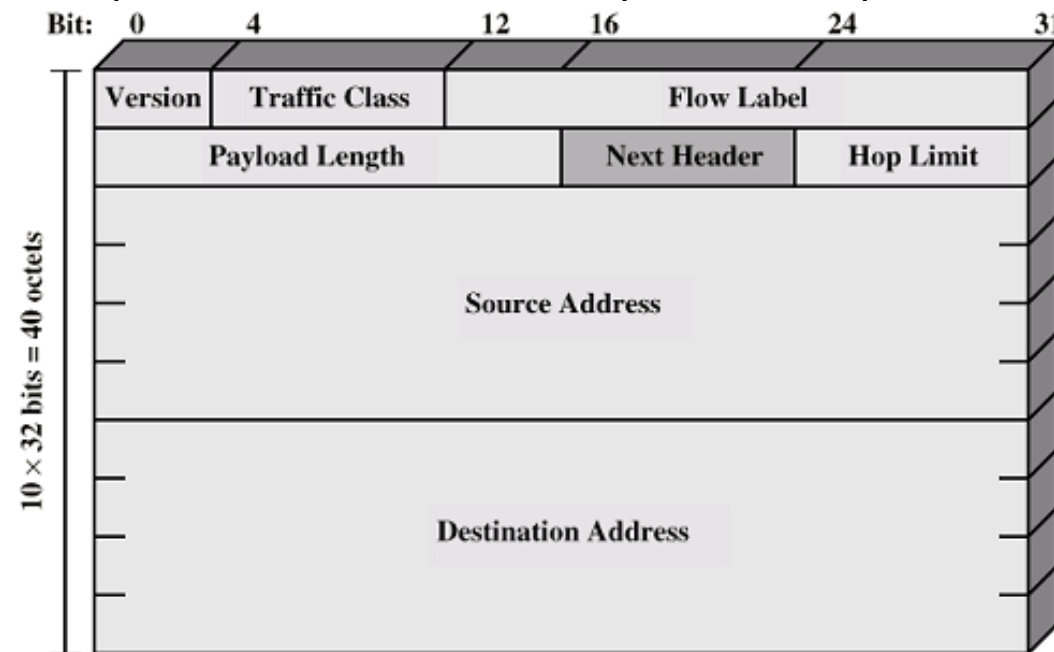 Bit: 0 4 12 16 24 31
Version Traffic Class Flow Label
Payload Length Next Header Hop Limit
Source Address
Destination Address
10 × 32 bits = 40 octets